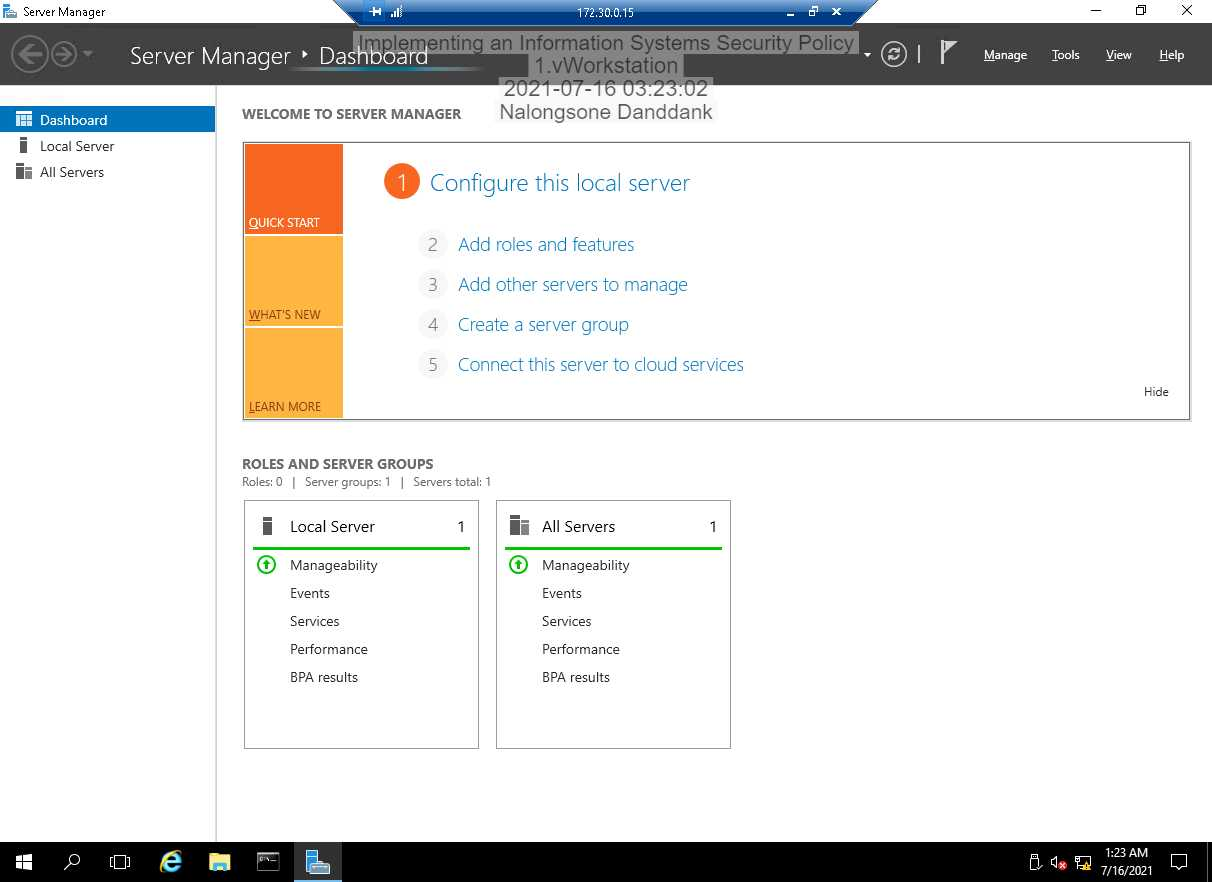 Server Manager
172.30.0.15
Server Manager ‣ Dashboard
Implementing an Information Systems Security Policy
1.vWorkstation
2021-07-16 03:23:02
Nalongsone Danddank
Manage Tools View Help
Dashboard
Local Server
All Servers
WELCOME TO SERVER MANAGER
QUICK START
WHAT'S NEW
LEARN MORE
1 Configure this local server
2 Add roles and features
3 Add other servers to manage
4 Create a server group
5 Connect this server to cloud services
Hide
ROLES AND SERVER GROUPS
Roles: 0 | Server groups: 1 | Servers total: 1
Local Server 1
Manageability
Events
Services
Performance
BPA results
All Servers 1
Manageability
Events
Services
Performance
BPA results
1:23 AM
7/16/2021